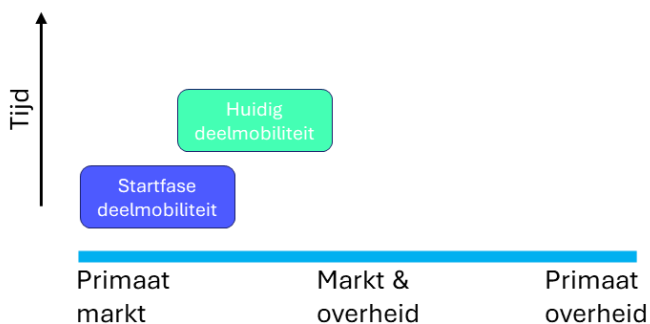 Tijd
Huidig
deelmobiliteit
Startfase
deelmobiliteit
Primaat
markt
Markt &
overheid
Primaat
overheid